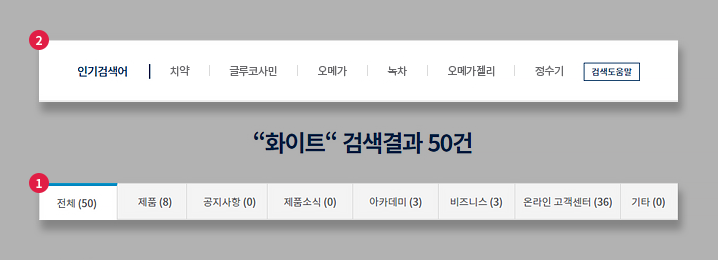 2
인기검색어 치약 글루코사민 오메가 녹차 오메가젤리 정수기 검색도움말
“화이트“ 검색결과 50건
1
전체 (50) 제품 (8) 공지사항 (0) 제품소식 (0) 아카데미 (3) 비즈니스 (3) 온라인 고객센터 (36) 기타 (0)